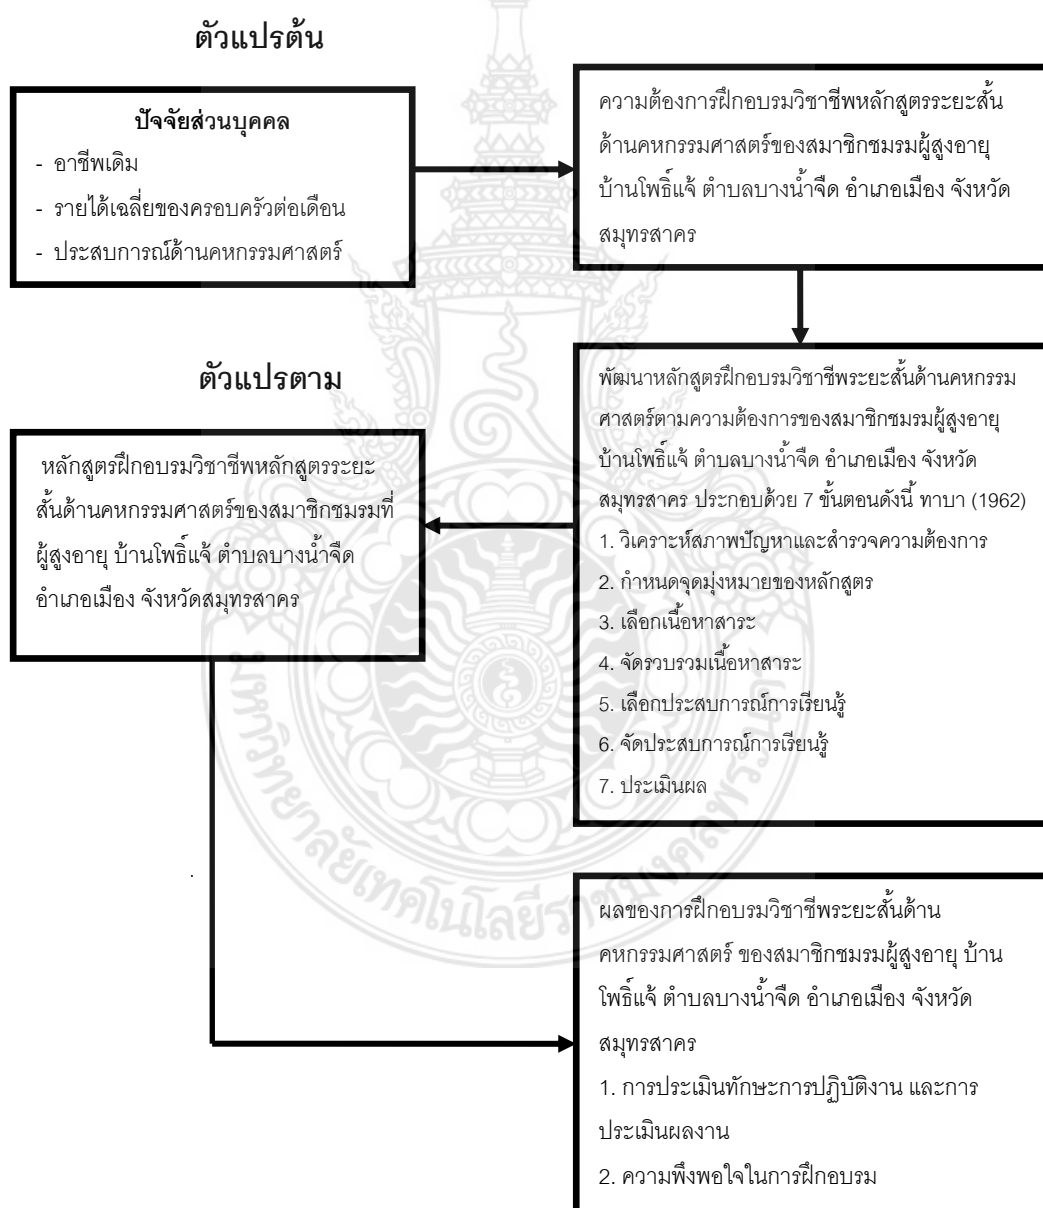 ตัวแปรต้น
ปัจจัยส่วนบุคคล
- อาชีพเดิม
- รายได้เฉลี่ยของครอบครัวต่อเดือน
- ประสบการณ์ด้านคหกรรมศาสตร์
ความต้องการฝึกอบรมวิชาชีพหลักสูตรระยะสั้น
ด้านคหกรรมศาสตร์ของสมาชิกชมรมผู้สูงอายุ
บ้านโพธิ์แจ้ ตำบลบางน้ำจืด อำเภอเมือง จังหวัด
สมุทรสาคร
พัฒนาหลักสูตรฝึกอบรมวิชาชีพระยะสั้นด้านคหกรรม
ศาสตร์ตามความต้องการของสมาชิกชมรมผู้สูงอายุ
บ้านโพธิ์แจ้ ตำบลบางน้ำจืด อำเภอเมือง จังหวัด
สมุทรสาคร ประกอบด้วย 7 ขั้นตอนดังนี้ ทาบา (1962)
1. วิเคราะห์สภาพปัญหาและสำรวจความต้องการ
2. กำหนดจุดมุ่งหมายของหลักสูตร
3. เลือกเนื้อหาสาระ
4. จัดรวบรวมเนื้อหาสาระ
5. เลือกประสบการณ์การเรียนรู้
6. จัดประสบการณ์การเรียนรู้
7. ประเมินผล
ตัวแปรตาม
หลักสูตรฝึกอบรมวิชาชีพหลักสูตรระยะ
สั้นด้านคหกรรมศาสตร์ของสมาชิกชมรมที่
ผู้สูงอายุ บ้านโพธิ์แจ้ ตำบลบางน้ำจืด
อำเภอเมือง จังหวัดสมุทรสาคร
ผลของการฝึกอบรมวิชาชีพระยะสั้นด้าน
คหกรรมศาสตร์ ของสมาชิกชมรมผู้สูงอายุ บ้าน
โพธิ์แจ้ ตำบลบางน้ำจืด อำเภอเมือง จังหวัด
สมุทรสาคร
1. การประเมินทักษะการปฏิบัติงาน และการ
ประเมินผลงาน
2. ความพึงพอใจในการฝึกอบรม